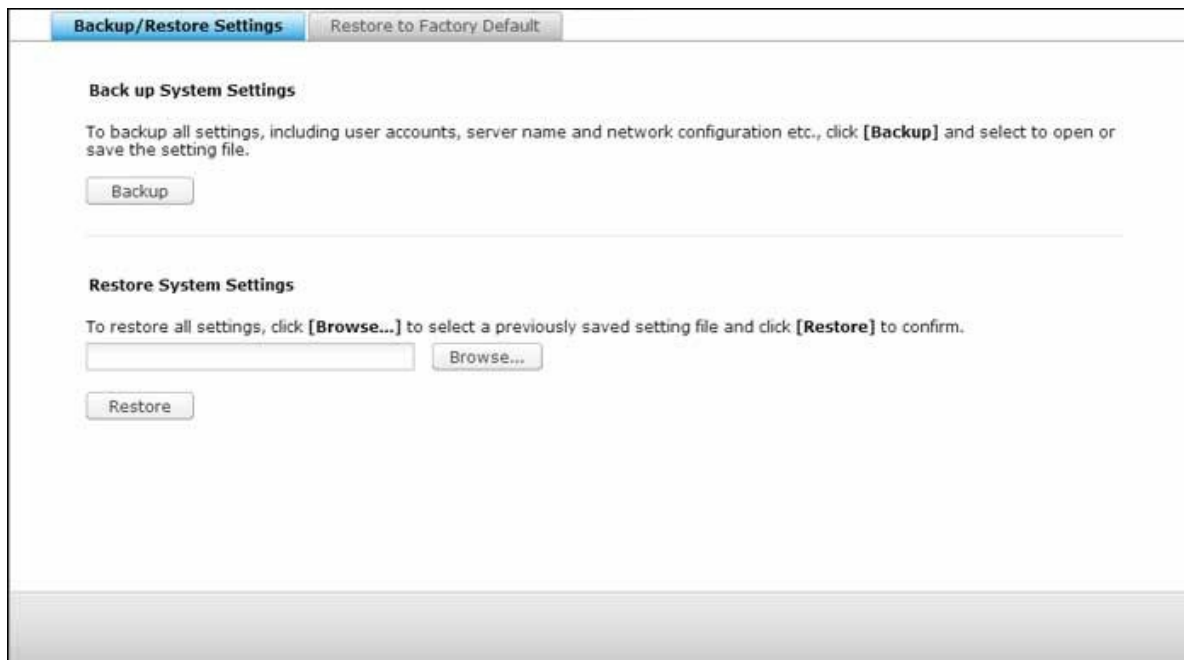 Backup/Restore Settings
Restore to Factory Default
Back up System Settings
To backup all settings, including user accounts, server name and network configuration etc., click [Backup] and select to open or
save the setting file.
Backup
Restore System Settings
To restore all settings, click [Browse...] to select a previously saved setting file and click [Restore] to confirm.
Browse...
Restore